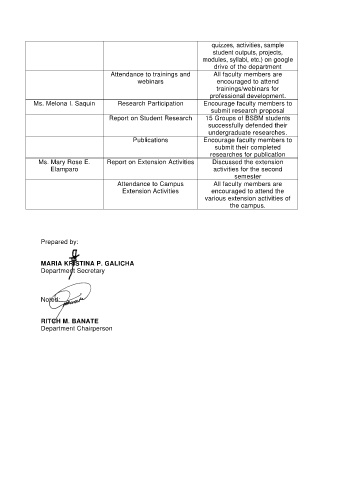 quizzes, activities, sample
student outputs, projects,
modules, syllabi, etc.) on google
drive of the department
Attendance to trainings and
webinars
All faculty members are
encouraged to attend
trainings/webinars for
professional development.
Ms. Melona I. Saquin
Research Participation
Encourage faculty members to
submit research proposal
Report on Student Research
15 Groups of BSBM students
successfully defended their
undergraduate researches.
Publications
Encourage faculty members to
submit their completed
researches for publication
Ms. Mary Rose E.
Elamparo
Report on Extension Activities
Discussed the extension
activities for the second
semester
Attendance to Campus
Extension Activities
All faculty members are
encouraged to attend the
various extension activities of
the campus.
Prepared by:
MARIA KRISTINA P. GALICHA
Department Secretary
Noted:
RITCH M. BANATE
Department Chairperson